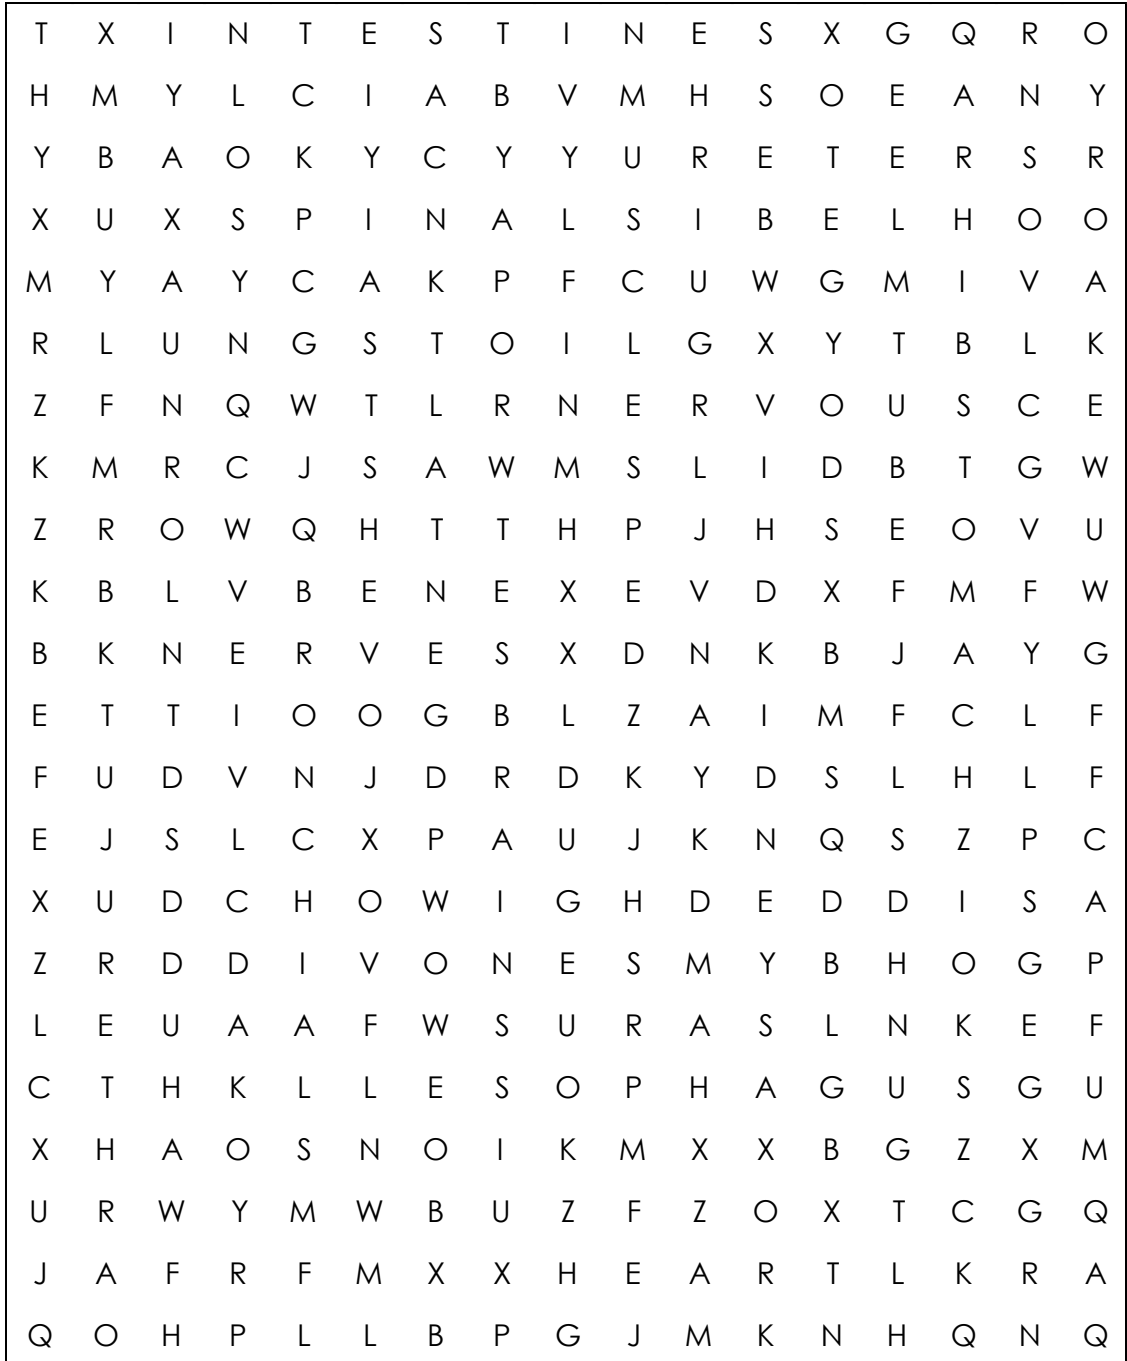 T X I N T E S T I N E S X G Q R O
H M Y L C I A B V M H S O E A N Y
Y B A O K Y C Y Y U R E T E R S R
X U X S P I N A L S I B E L H O O
M Y A Y C A K P F C U W G M I V A
R L U N G S T O I L G X Y T B L K
Z F N Q W T L R N E R V O U S C E
K M R C J S A W M S L I D B T G W
Z R O W Q H T T H P J H S E O V U
K B L V B E N E X E V D X F M F W
B K N E R V E S X D N K B J A Y G
E T T I O O G B L Z A I M F C L F
F U D V N J D R D K Y D S L H L F
E J S L C X P A U J K N Q S Z P C
X U D C H O W I G H D E D D I S A
Z R D D I V O N E S M Y B H O G P
L E U A A F W S U R A S L N K E F
C T H K L L E S O P H A G U S G U
X H A O S N O I K M X X B G Z X M
U R W Y M W B U Z F Z O X T C G Q
J A F R F M X X H E A R T L K R A
Q O H P L L B P G J M K N H Q N Q